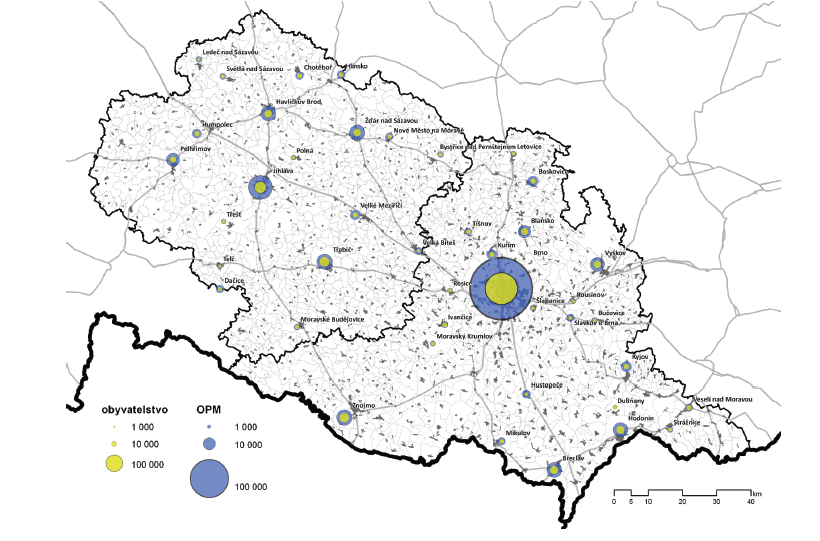 Ledeč nad Sázavou
Světlá nad Sázavou
Chotěboř
Hlinsko
Havlíčkův Brod
Humpolec
Žďár nad Sázavou
Nové Město na Moravě
Pelhřimov
Polná
Bystřice nad Pernštejnem
Letovice
Jihlava
Boskovice
Velké Meziříčí
Třešť
Tišnov
Blansko
Velká Bíteš
Kuřim
Brno
Třebíč
Vyškov
Telč
Dačice
Rosice
Šlapanice
Rousínov
Bučovice
Slavkov u Brna
Ivančice
Moravské Budějovice
Moravský Krumlov
Kyjov
Hustopeče
Dubňany
Veselí nad Moravou
Znojmo
Hodonín
Strážnice
Mikulov
Břeclav
obyvatelstvo
1 000
10 000
100 000
OPM
1 000
10 000
100 000
0 5 10 20 30 40 km